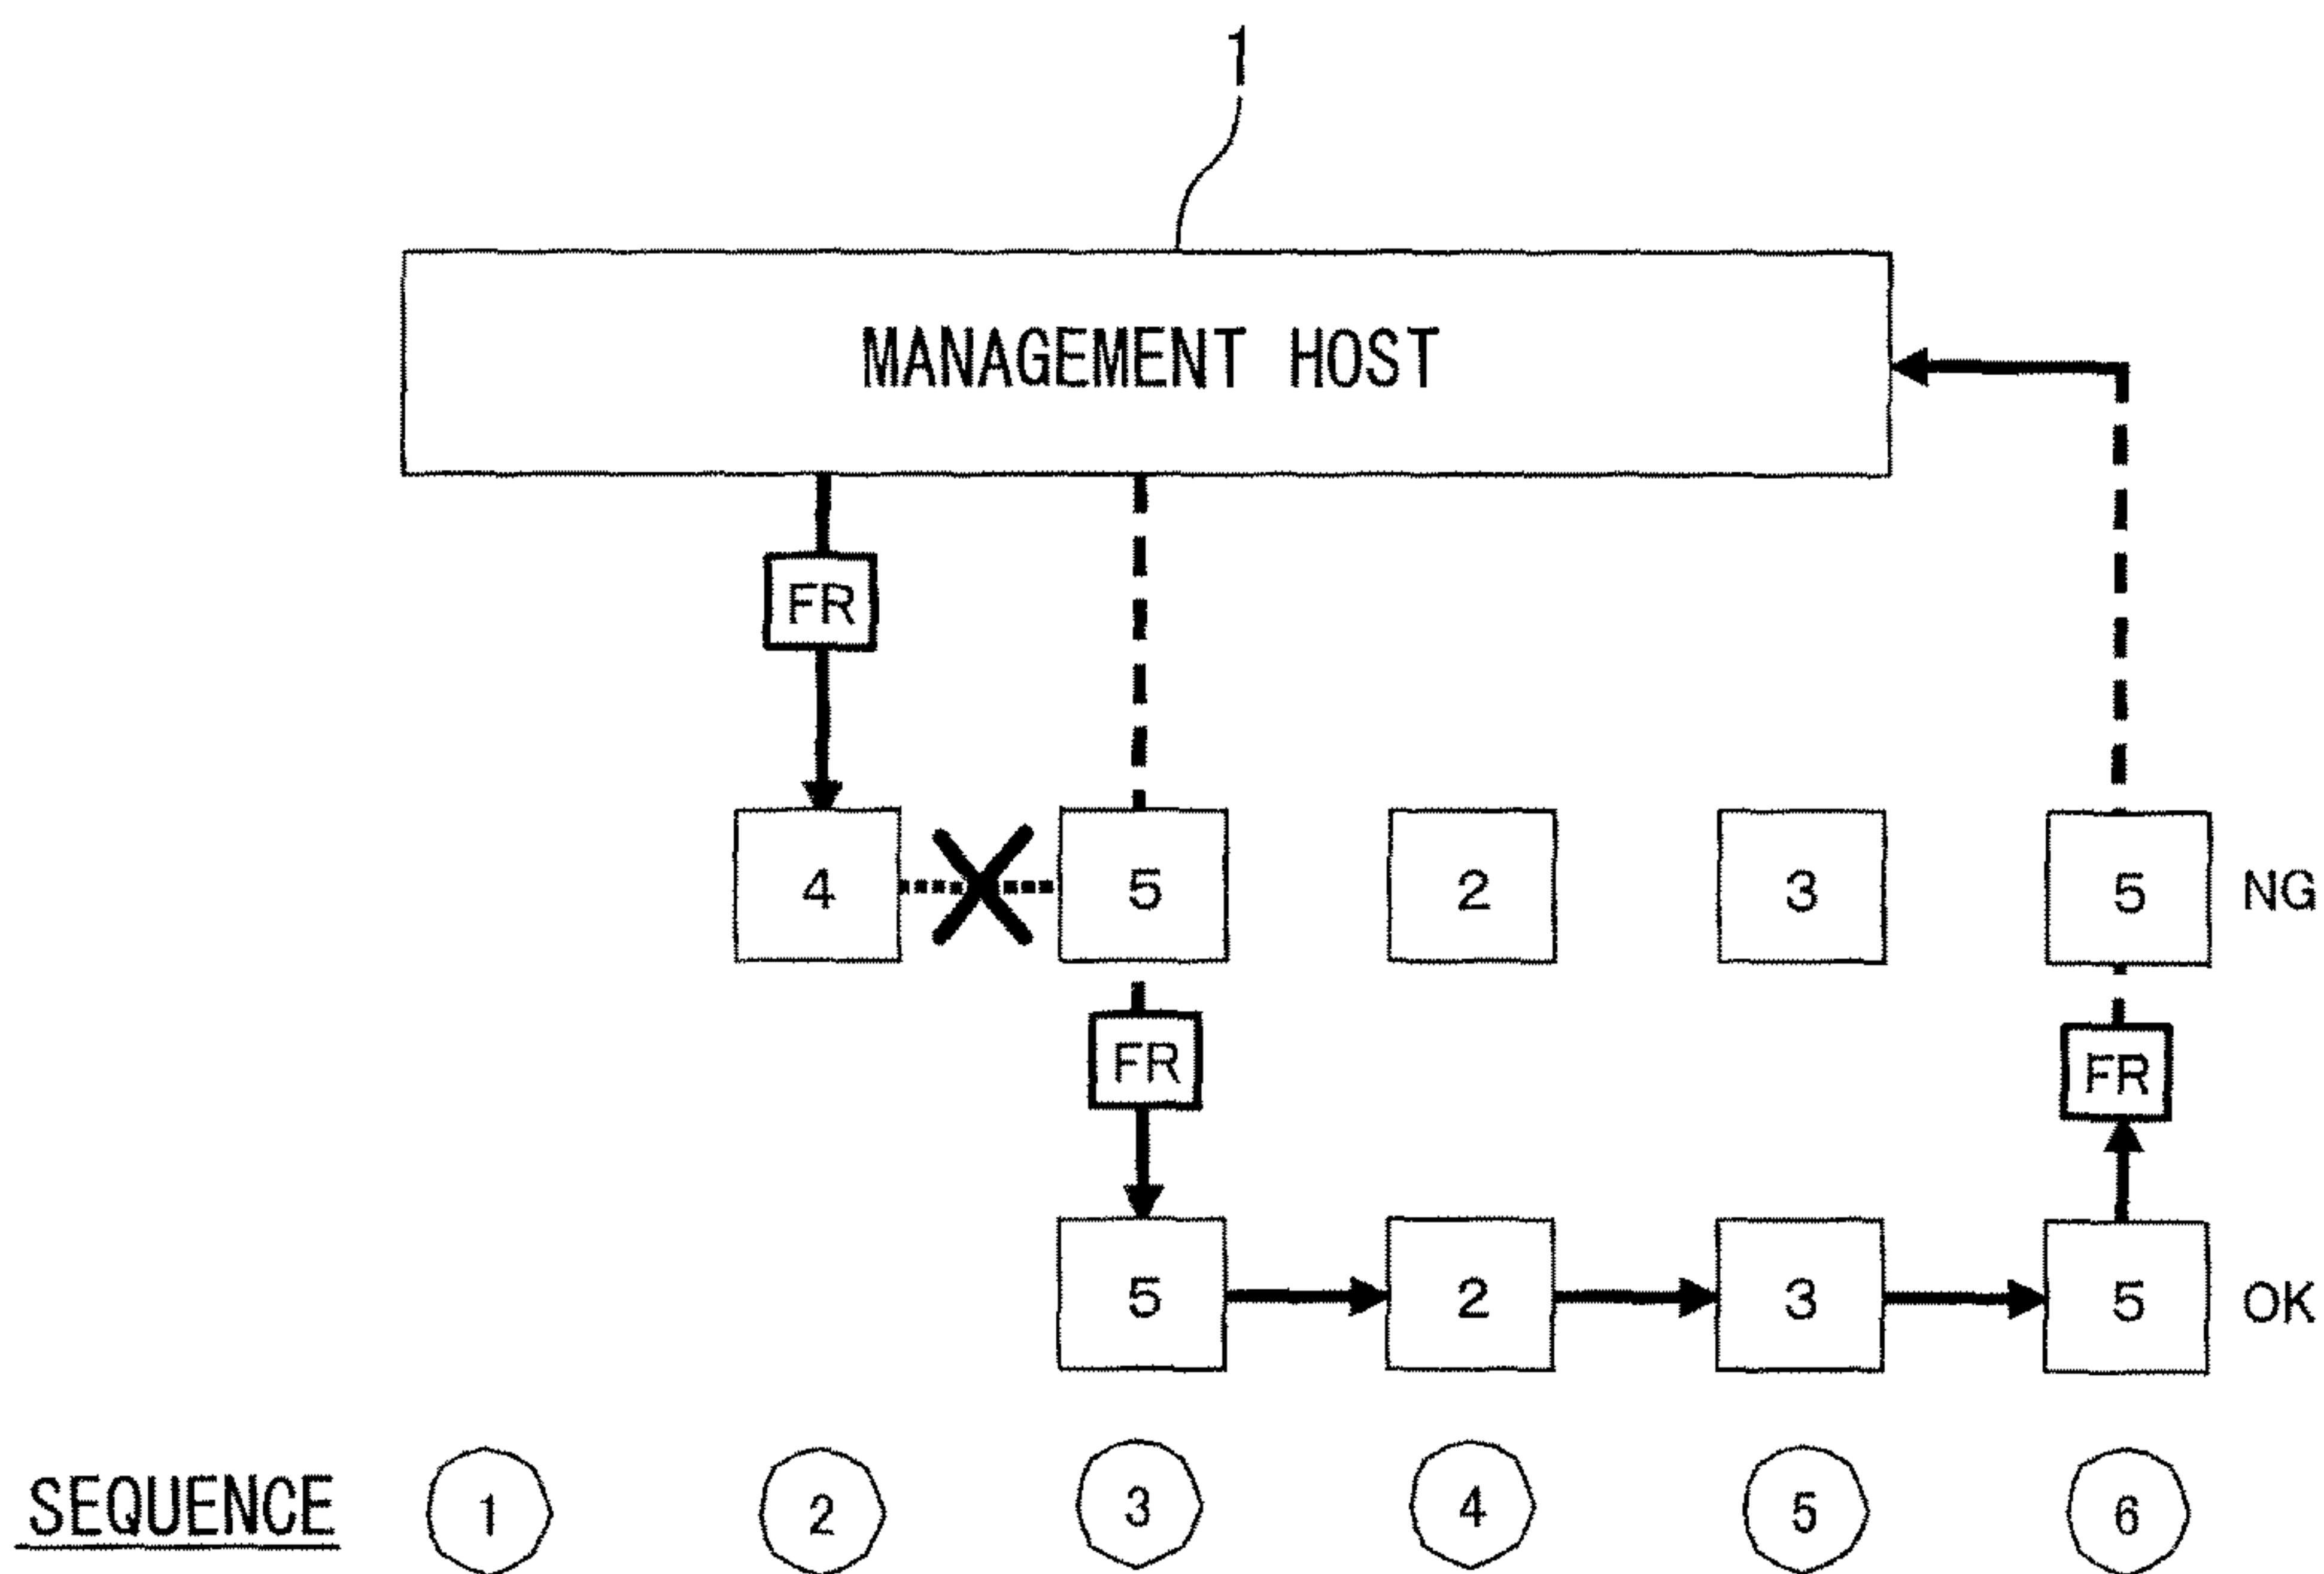 1
MANAGEMENT HOST
FR
4 5 2 3 5 NG
FR FR
5 2 3 5 OK
SEQUENCE 1 2 3 4 5 6